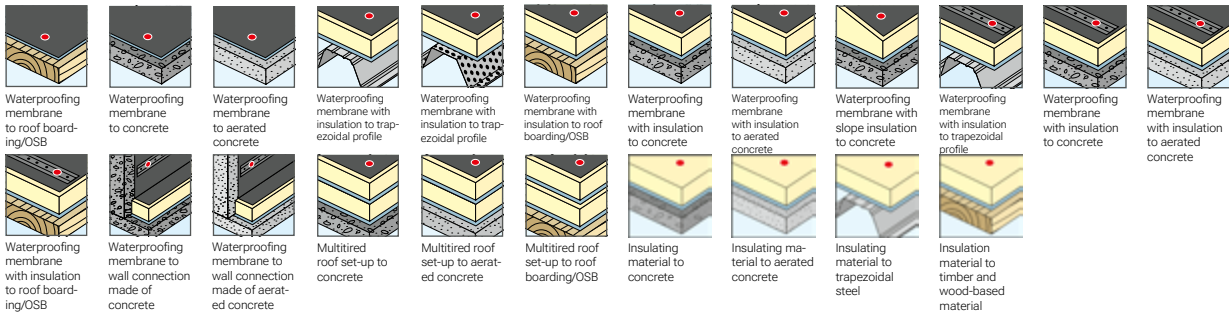 Waterproofing
membrane
to roof board-
ing/OSB
Waterproofing
membrane
to concrete
Waterproofing
membrane
to aerated
concrete
Waterproofing
membrane with
insulation to trap-
ezoidal profile
Waterproofing
membrane with
insulation to trap-
ezoidal profile
Waterproofing
membrane with
insulation to roof
boarding/OSB
Waterproofing
membrane
with insulation
to concrete
Waterproofing
membrane
with insulation
to aerated
concrete
Waterproofing
membrane with
slope insulation
to concrete
Waterproofing
membrane
with insulation
to trapezoidal
profile
Waterproofing
membrane
with insulation
to concrete
Waterproofing
membrane
with insulation
to aerated
concrete
Waterproofing
membrane
with insulation
to roof board-
ing/OSB
Waterproofing
membrane to
wall connection
made of
concrete
Waterproofing
membrane to
wall connection
made of aerat-
ed concrete
Multitired
roof set-up to
concrete
Multitired roof
set-up to aerat-
ed concrete
Multitired roof
set-up to roof
boarding/OSB
Insulating
material to
concrete
Insulating ma-
terial to aerated
concrete
Insulating
material to
trapezoidal
steel
Insulation
material to
timber and
wood-based
material